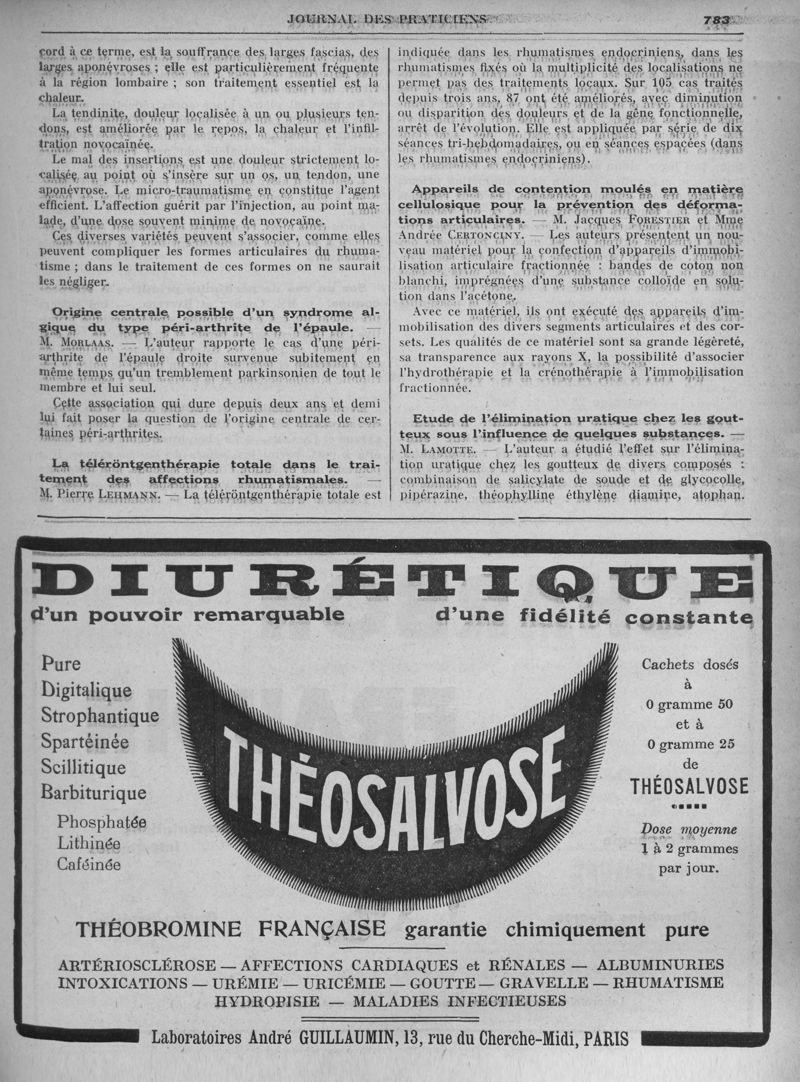 JOURNAL DES PRATICIENS
783
cord à ce terme, est la souffrance des larges fascias, des
larges aponévroses ; elle est particulièrement fréquente
à la région lombaire ; son traitement essentiel est la
chaleur.
La tendinite, douleur localisée à un ou plusieurs ten-
dons, est améliorée par le repos, la chaleur et l'infil-
tration novocaïnée.
Le mal des insertions est une douleur strictement lo-
calisée au point où s'insère sur un os, un tendon, une
aponévrose. Le micro-traumatisme en constitue l'agent
efficient. L'affection guérit par l'injection, au point ma-
lade, d'une dose souvent minime de novocaïne.
Ces diverses variétés peuvent s'associer, comme elles
peuvent compliquer les formes articulaires du rhuma-
tisme ; dans le traitement de ces formes on ne saurait
les négliger.
Origine centrale possible d'un syndrome al-
gique du type péri-arthrite de l'épaule. —
M. MORLAAS. — L'auteur rapporte le cas d'une péri-
arthrite de l'épaule droite survenue subitement en
même temps qu'un tremblement parkinsonien de tout le
membre et lui seul.
Cette association qui dure depuis deux ans et demi
lui fait poser la question de l'origine centrale de cer-
taines péri-arthrites.
La téléröntgenthérapie totale dans le trai-
tement des affections rhumatismales. —
M. Pierre LEHMANN. — La téléröntgenthérapie totale est
indiquée dans les rhumatismes endocriniens, dans les
rhumatismes fixés où la multiplicité des localisations ne
permet pas des traitements locaux. Sur 105 cas traités
depuis trois ans, 87 ont été améliorés, avec diminution
ou disparition des douleurs et de la gêne fonctionnelle,
arrêt de l'évolution. Elle est appliquée par série de dix
séances tri-hebdomadaires, ou en séances espacées (dans
les rhumatismes endocriniens).
Appareils de contention moulés en matière
cellulosique pour la prévention des déforma-
tions articulaires. — M. Jacques FORESTIER et Mme
Andrée CERTONCINY. — Les auteurs présentent un nou-
veau matériel pour la confection d'appareils d'immobi-
lisation articulaire fractionnée : bandes de coton non
blanchi, imprégnées d'une substance colloïde en solu-
tion dans l'acétone.
Avec ce matériel, ils ont exécuté des appareils d'im-
mobilisation des divers segments articulaires et des cor-
sets. Les qualités de ce matériel sont sa grande légèreté,
sa transparence aux rayons X, la possibilité d'associer
l'hydrothérapie et la crénothérapie à l'immobilisation
fractionnée.
Etude de l'élimination uratique chez les gout-
teux sous l'influence de quelques substances. —
M. LAMOTTE. — L'auteur a étudié l'effet sur l'élimina-
tion uratique chez les goutteux de divers composés :
combinaison de salicylate de soude et de glycocolle,
pipérazine, théophylline éthylène diamine, atophan.
DIURÉTIQUE
d'un pouvoir remarquable
d'une fidélité constante
Pure
Digitalique
Strophantique
Spartéinée
Scillitique
Barbiturique
Phosphatée
Lithinée
Caféinée
THÉOSALVOSE
Cachets dosés
à
0 gramme 50
et à
0 gramme 25
de
THÉOSALVOSE
Dose moyenne
1 à 2 grammes
par jour.
THÉOBROMINE FRANÇAISE garantie chimiquement pure
ARTÉRIOSCLÉROSE — AFFECTIONS CARDIAQUES et RÉNALES — ALBUMINURIES
INTOXICATIONS — URÉMIE — URICÉMIE — GOUTTE — GRAVELLE — RHUMATISME
HYDROPISIE — MALADIES INFECTIEUSES
Laboratoires André GUILLAUMIN, 13, rue du Cherche-Midi, PARIS